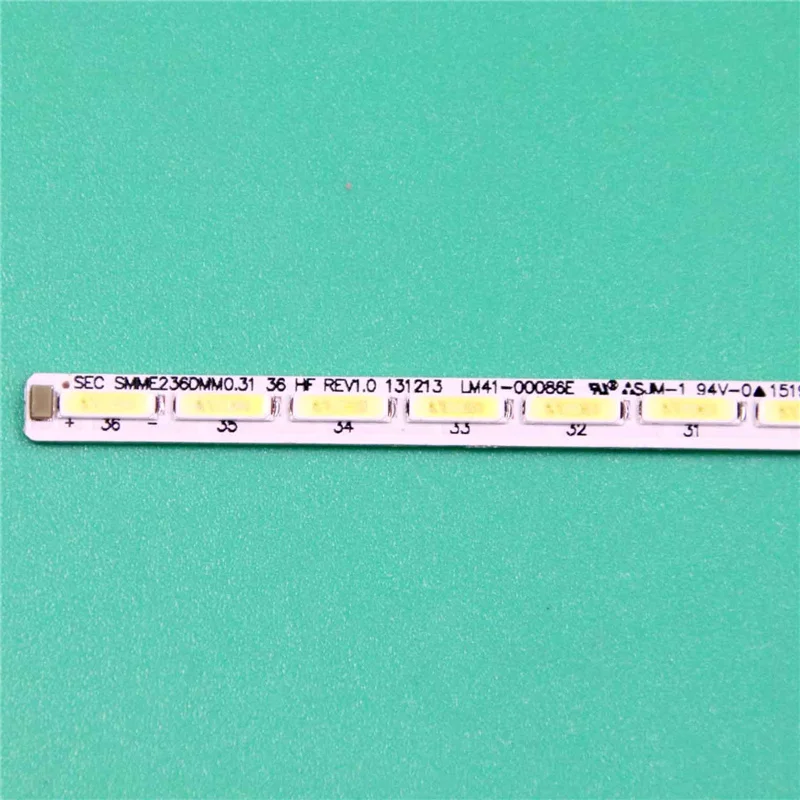 SEC SMME236DMM0.31 36 HF REV1.0 131213 LM41-00086E SJM-1 94V-0▲1519
+ 36 - 35 34 33 32 31